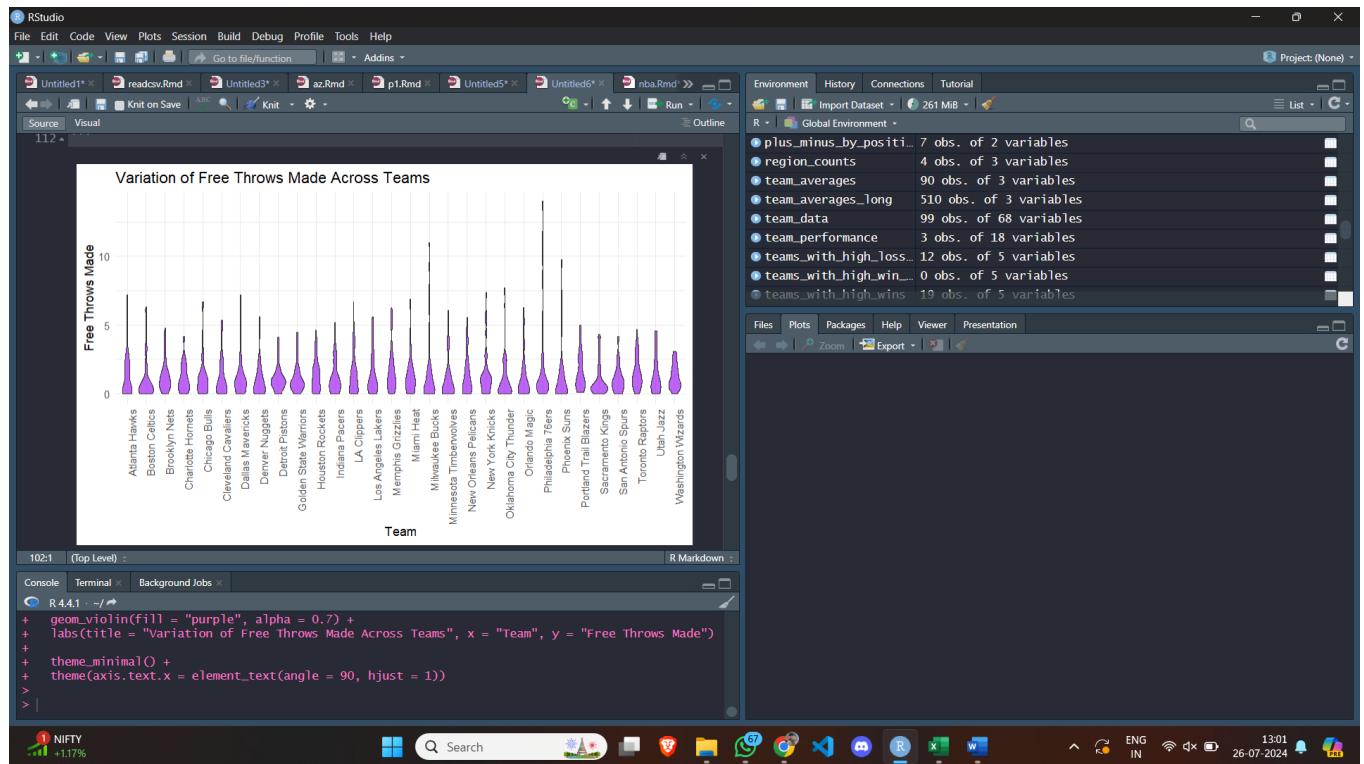 RStudio
File Edit Code View Plots Session Build Debug Profile Tools Help
Go to file/function Addins Project: (None)
Untitled1* readcsv.Rmd Untitled3* az.Rmd p1.Rmd Untitled5* Untitled6* nba.Rmd*
Knit on Save ABC Knit Run
Source Visual Outline
112
Variation of Free Throws Made Across Teams
Free Throws Made
10
5
0
Atlanta Hawks
Boston Celtics
Brooklyn Nets
Charlotte Hornets
Chicago Bulls
Cleveland Cavaliers
Dallas Mavericks
Denver Nuggets
Detroit Pistons
Golden State Warriors
Houston Rockets
Indiana Pacers
LA Clippers
Los Angeles Lakers
Memphis Grizzlies
Miami Heat
Milwaukee Bucks
Minnesota Timberwolves
New Orleans Pelicans
New York Knicks
Oklahoma City Thunder
Orlando Magic
Philadelphia 76ers
Phoenix Suns
Portland Trail Blazers
Sacramento Kings
San Antonio Spurs
Toronto Raptors
Utah Jazz
Washington Wizards
Team
102:1 (Top Level) R Markdown
Console Terminal Background Jobs
R 4.4.1 · ~/
+ geom_violin(fill = "purple", alpha = 0.7) +
+ labs(title = "Variation of Free Throws Made Across Teams", x = "Team", y = "Free Throws Made")
+
+ theme_minimal() +
+ theme(axis.text.x = element_text(angle = 90, hjust = 1))
>
>
Environment History Connections Tutorial
Import Dataset 261 MiB List
R Global Environment
plus_minus_by_positi… 7 obs. of 2 variables
region_counts 4 obs. of 3 variables
team_averages 90 obs. of 3 variables
team_averages_long 510 obs. of 3 variables
team_data 99 obs. of 68 variables
team_performance 3 obs. of 18 variables
teams_with_high_loss… 12 obs. of 5 variables
teams_with_high_win_… 0 obs. of 5 variables
teams_with_high_wins 19 obs. of 5 variables
Files Plots Packages Help Viewer Presentation
Zoom Export
1 NIFTY
+1.17%
Search
67
ENG
IN
13:01
26-07-2024
PRE